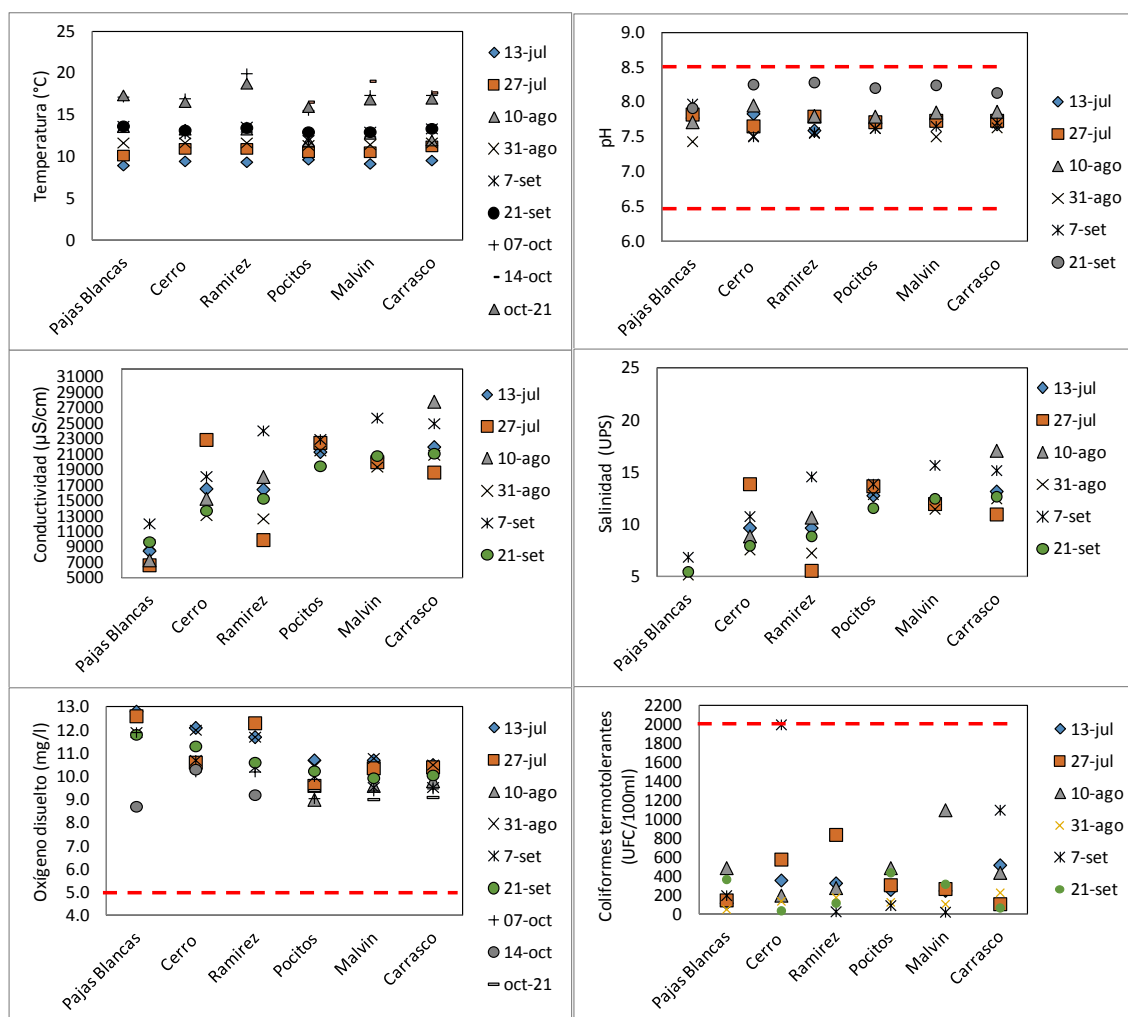 Temperatura (°C)
25
20
15
10
5
0
Pajas Blancas
Cerro
Ramirez
Pocitos
Malvin
Carrasco
13-jul
27-jul
10-ago
31-ago
7-set
21-set
07-oct
14-oct
oct-21
pH
9.0
8.5
8.0
7.5
7.0
6.5
6.0
Pajas Blancas
Cerro
Ramirez
Pocitos
Malvin
Carrasco
13-jul
27-jul
10-ago
31-ago
7-set
21-set
Conductividad (µS/cm)
31000
29000
27000
25000
23000
21000
19000
17000
15000
13000
11000
9000
7000
5000
Pajas Blancas
Cerro
Ramirez
Pocitos
Malvin
Carrasco
13-jul
27-jul
10-ago
31-ago
7-set
21-set
Salinidad (UPS)
25
20
15
10
5
Pajas Blancas
Cerro
Ramirez
Pocitos
Malvin
Carrasco
13-jul
27-jul
10-ago
31-ago
7-set
21-set
Oxígeno disuelto (mg/l)
13.0
12.0
11.0
10.0
9.0
8.0
7.0
6.0
5.0
4.0
Pajas Blancas
Cerro
Ramirez
Pocitos
Malvin
Carrasco
13-jul
27-jul
10-ago
31-ago
7-set
21-set
07-oct
14-oct
oct-21
Coliformes termotolerantes
(UFC/100ml)
2000
2000
1800
1600
1400
1200
1000
800
600
400
200
0
Pajas Blancas
Cerro
Ramirez
Pocitos
Malvin
Carrasco
13-jul
27-jul
10-ago
31-ago
7-set
21-set